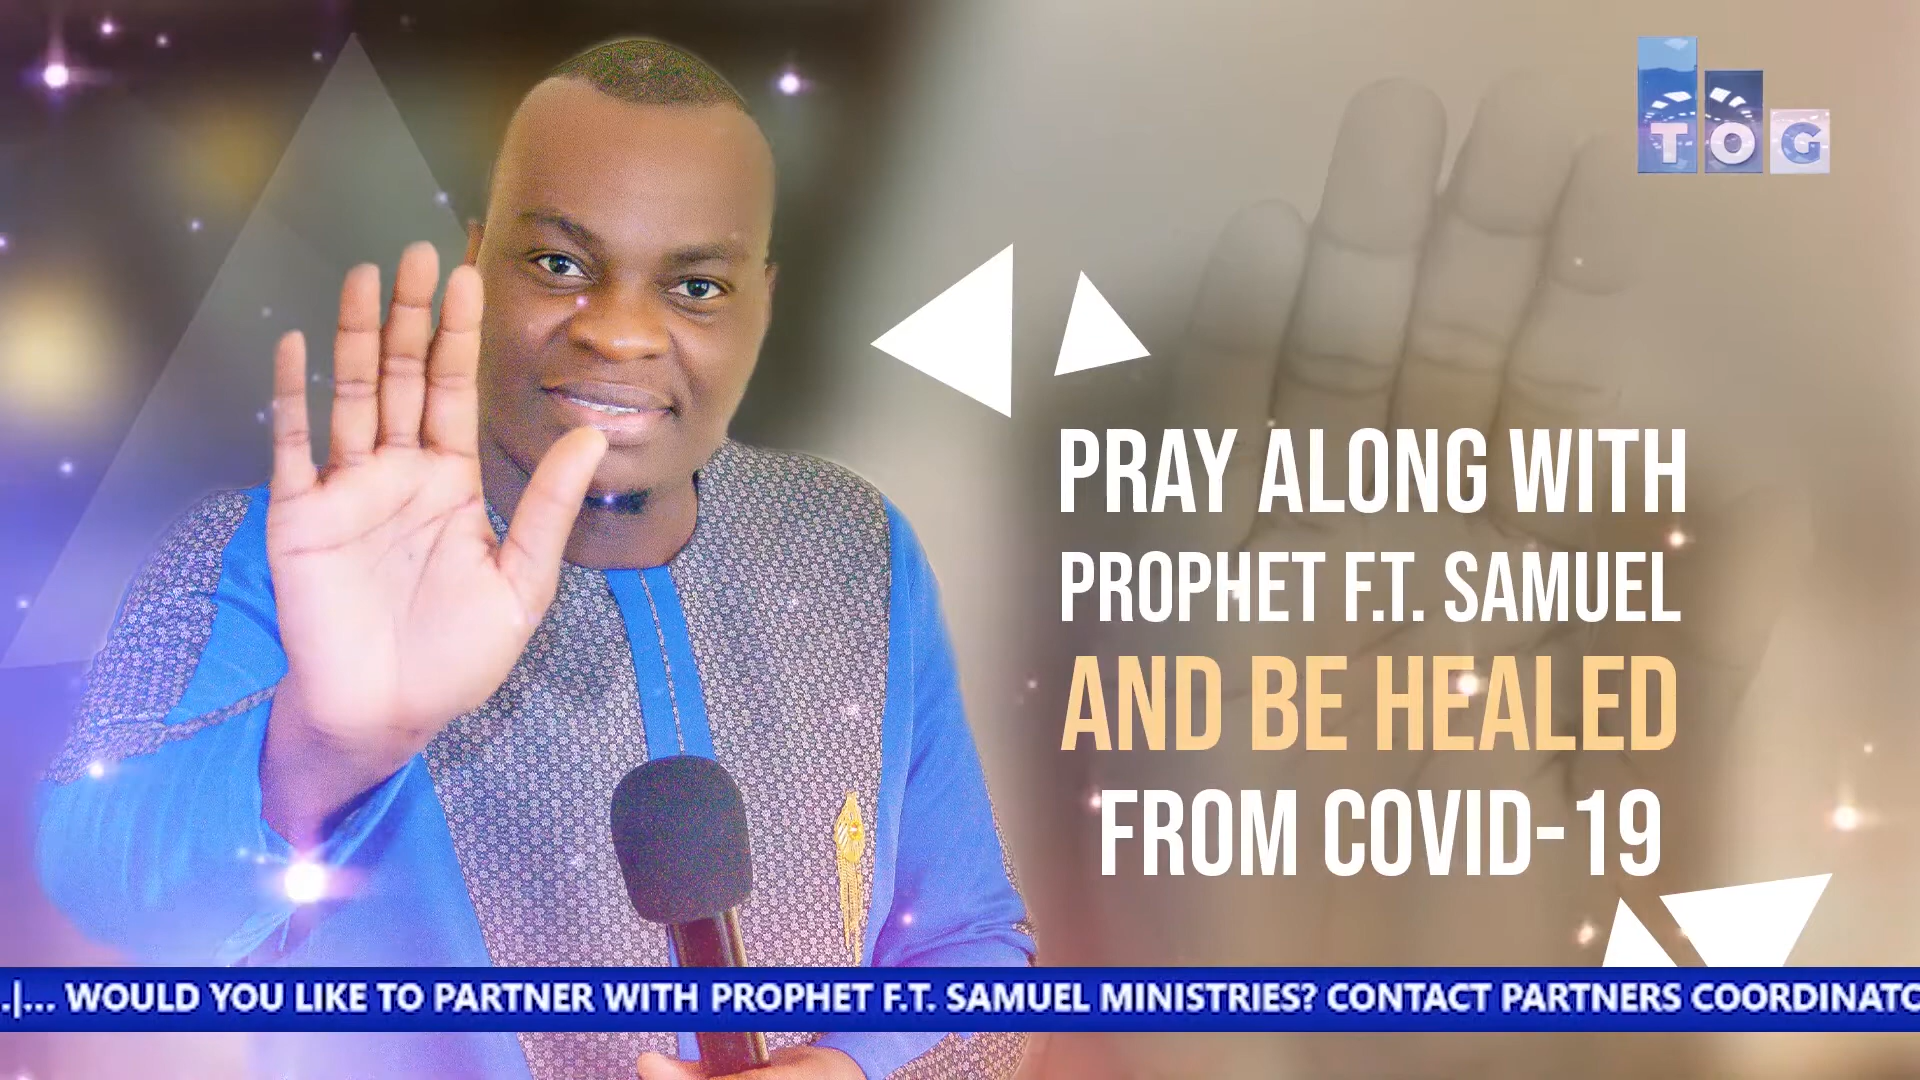 TOG
PRAY ALONG WITH
PROPHET F.T. SAMUEL
AND BE HEALED
FROM COVID-19
.|... WOULD YOU LIKE TO PARTNER WITH PROPHET F.T. SAMUEL MINISTRIES? CONTACT PARTNERS COORDINATO